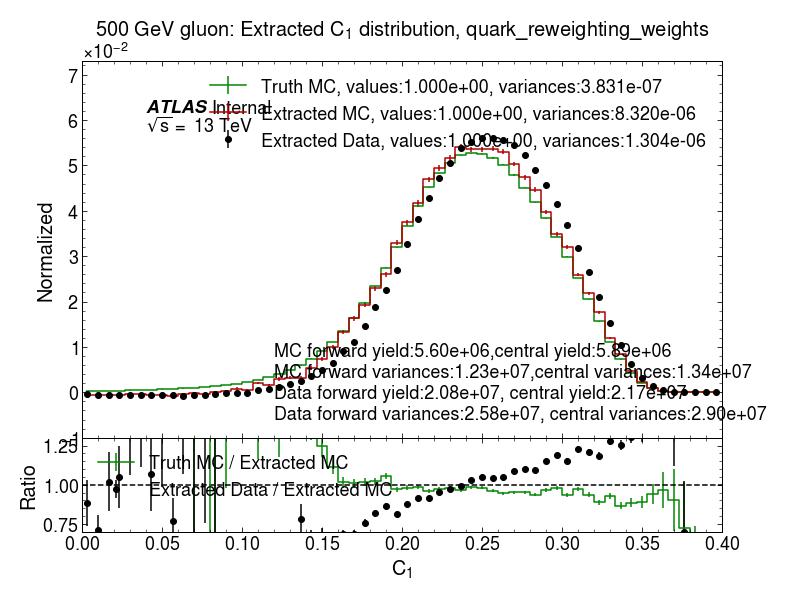 500 GeV gluon: Extracted C₁ distribution, quark_reweighting_weights
×10⁻²
Truth MC, values:1.000e+00, variances:3.831e-07
ATLAS Internal
Extracted MC, values:1.000e+00, variances:8.320e-06
√s = 13 TeV
Extracted Data, values:1.000e+00, variances:1.304e-06
7
6
5
4
3
2
1
0
Normalized
MC forward yield:5.60e+06,central yield:5.89e+06
MC forward variances:1.23e+07,central variances:1.34e+07
Data forward yield:2.08e+07, central yield:2.17e+07
Data forward variances:2.58e+07, central variances:2.90e+07
1.25
1.00
0.75
Ratio
Truth MC / Extracted MC
Extracted Data / Extracted MC
0.00 0.05 0.10 0.15 0.20 0.25 0.30 0.35 0.40
C₁